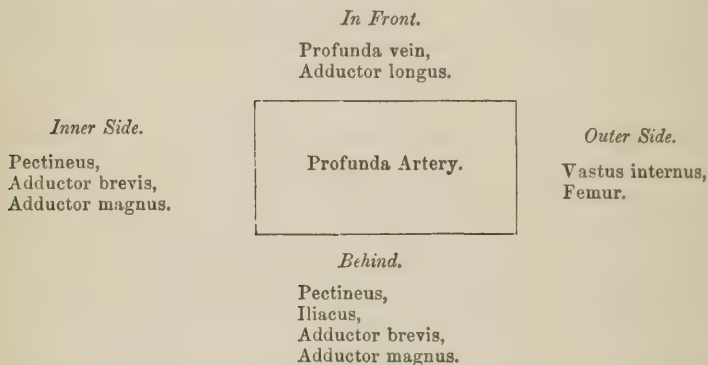 In Front.
Profunda vein,
Adductor longus.
Inner Side.
Pectineus,
Adductor brevis,
Adductor magnus.
Profunda Artery.
Outer Side.
Vastus internus,
Femur.
Behind.
Pectineus,
Iliacus,
Adductor brevis,
Adductor magnus.